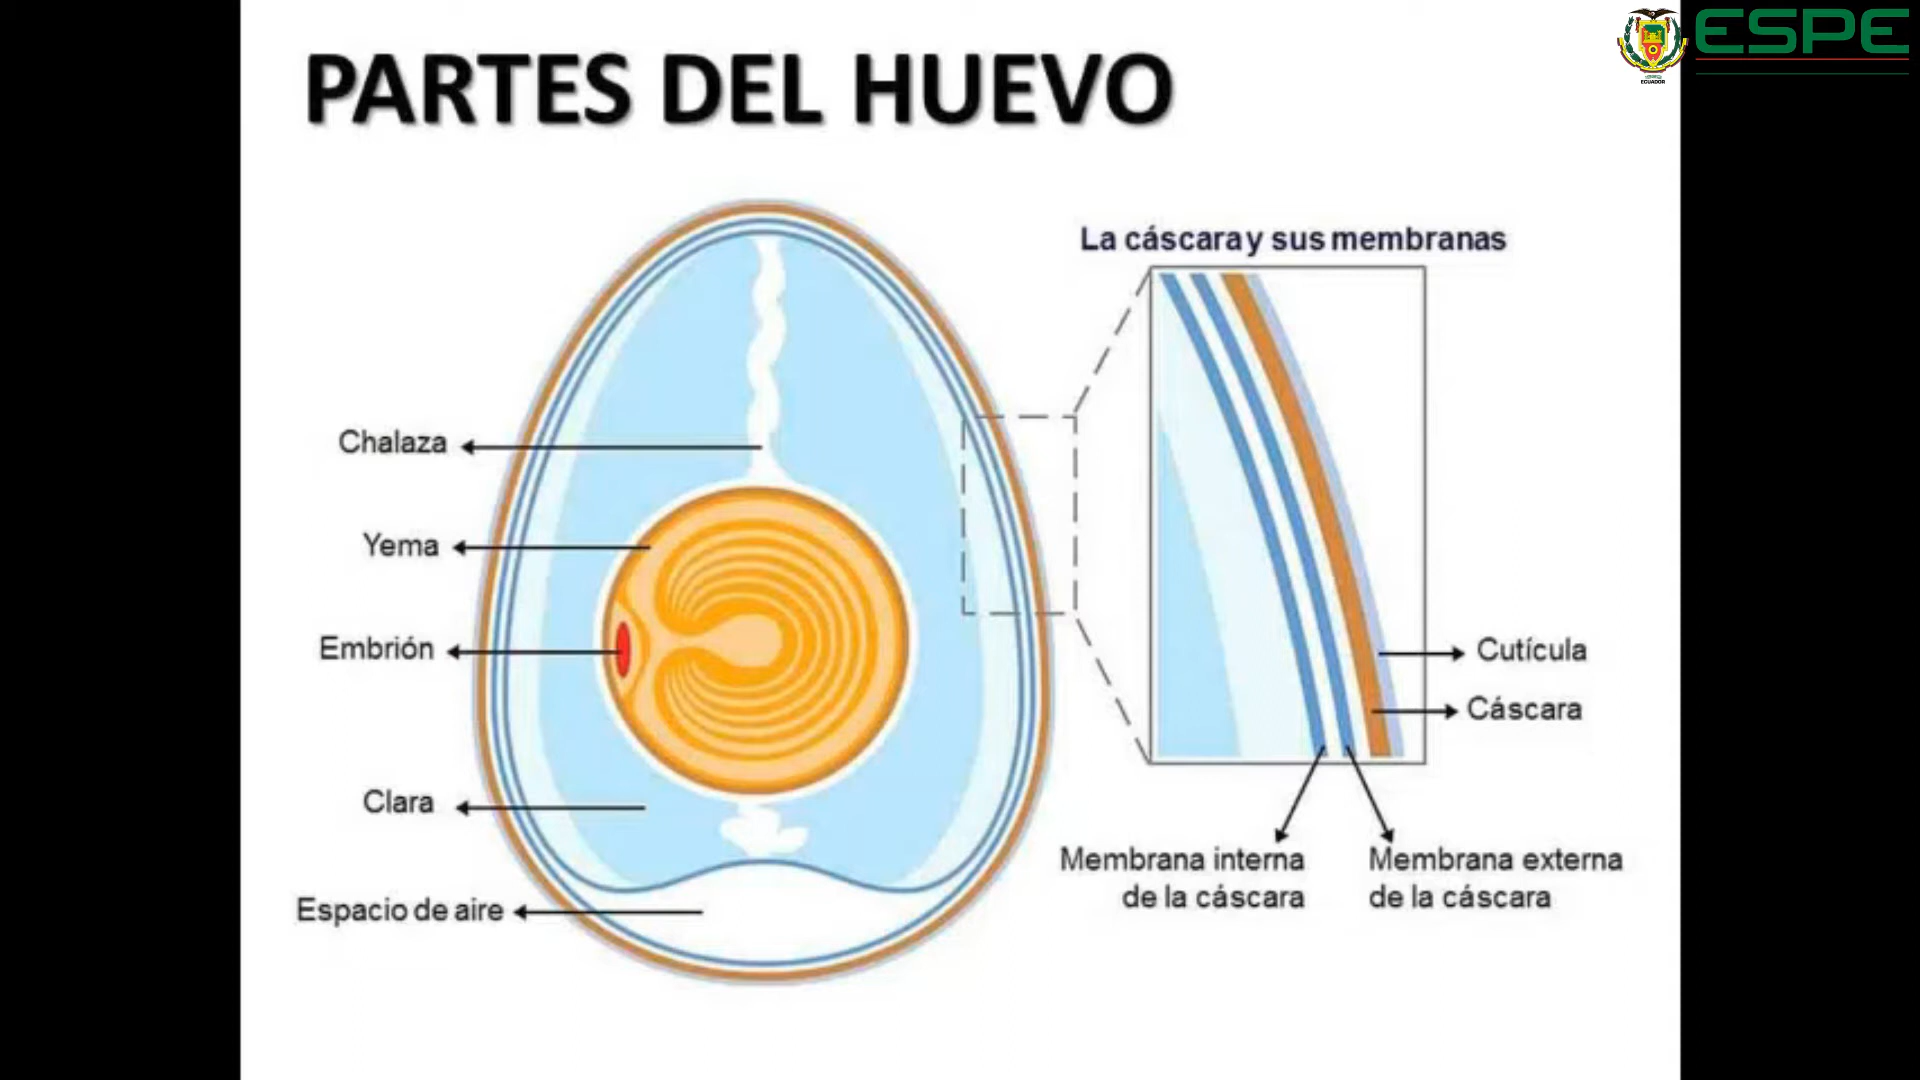 ESPE
ECUADOR
PARTES DEL HUEVO
La cáscara y sus membranas
Chalaza
Yema
Embrión
Clara
Espacio de aire
Cutícula
Cáscara
Membrana interna
de la cáscara
Membrana externa
de la cáscara